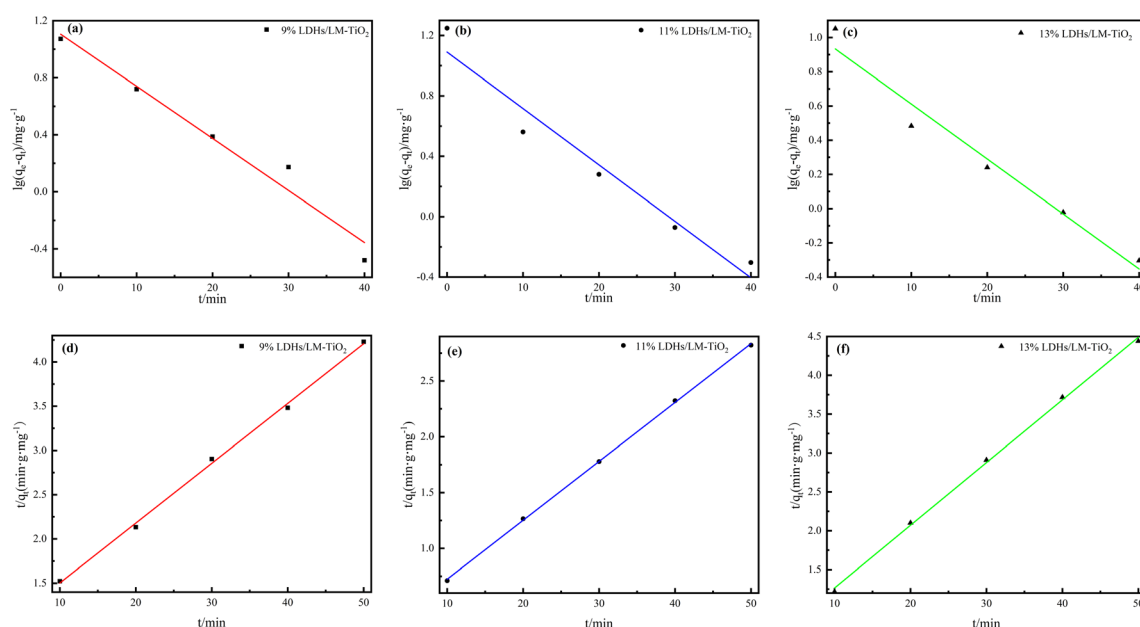 (a)
9% LDHs/LM-TiO₂
1.2
0.8
0.4
0.0
-0.4
lg(qₑ-qₜ)/mg·g⁻¹
0 10 20 30 40
t/min
(b)
11% LDHs/LM-TiO₂
1.2
0.8
0.4
0.0
-0.4
lg(qₑ-qₜ)/mg·g⁻¹
0 10 20 30 40
t/min
(c)
13% LDHs/LM-TiO₂
1.0
0.8
0.6
0.4
0.2
0.0
-0.2
-0.4
lg(qₑ-qₜ)/mg·g⁻¹
0 10 20 30 40
t/min
(d)
9% LDHs/LM-TiO₂
4.0
3.5
3.0
2.5
2.0
1.5
t/qₜ(min·g·mg⁻¹)
10 20 30 40 50
t/min
(e)
11% LDHs/LM-TiO₂
2.5
2.0
1.5
1.0
t/qₜ(min·g·mg⁻¹)
10 20 30 40 50
t/min
(f)
13% LDHs/LM-TiO₂
4.5
4.0
3.5
3.0
2.5
2.0
1.5
t/qₜ(min·g·mg⁻¹)
10 20 30 40 50
t/min